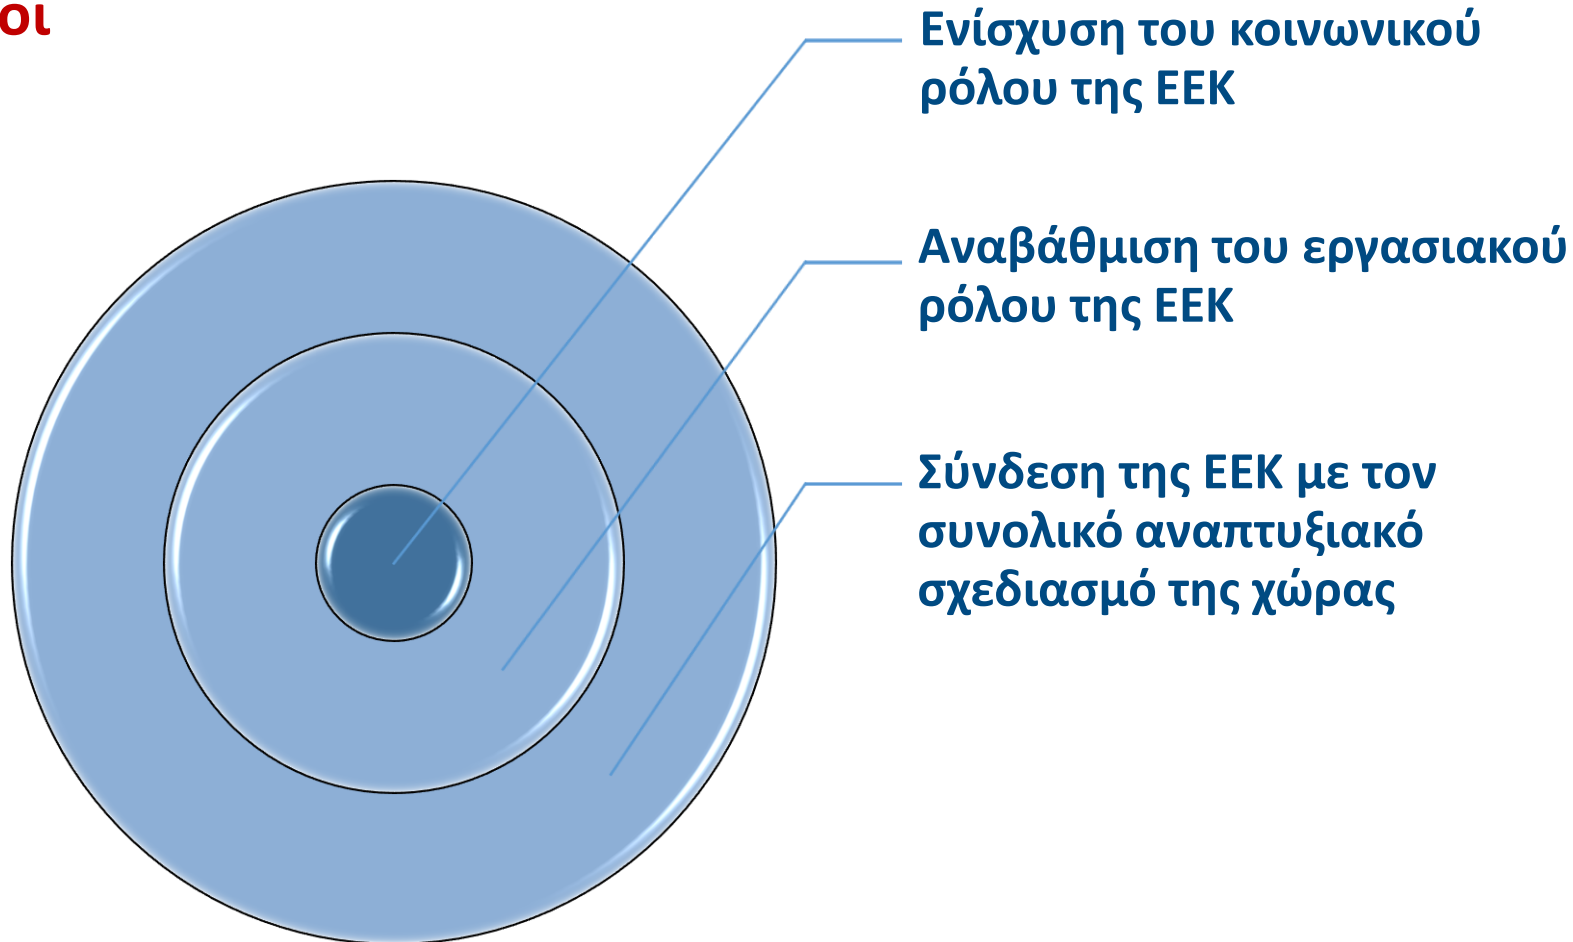 οι
Ενίσχυση του κοινωνικού
ρόλου της ΕΕΚ
Αναβάθμιση του εργασιακού
ρόλου της ΕΕΚ
Σύνδεση της ΕΕΚ με τον
συνολικό αναπτυξιακό
σχεδιασμό της χώρας